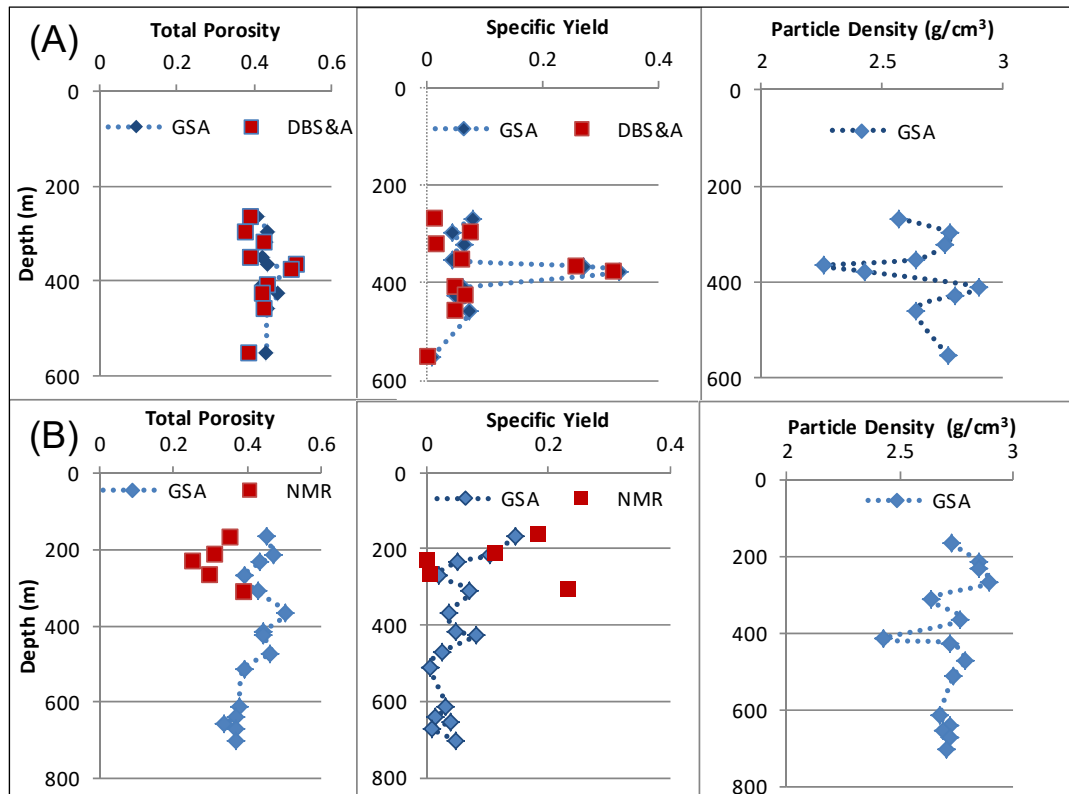 (A)
Total Porosity
0 0.2 0.4 0.6
0
200
400
600
Depth (m)
GSA DBS&A
Specific Yield
0 0.2 0.4
0
200
400
600
GSA DBS&A
Particle Density (g/cm³)
2 2.5 3
0
200
400
600
GSA
(B)
Total Porosity
0 0.2 0.4 0.6
0
200
400
600
800
Depth (m)
GSA NMR
Specific Yield
0 0.2 0.4
0
200
400
600
800
GSA NMR
Particle Density (g/cm³)
2 2.5 3
0
200
400
600
800
GSA